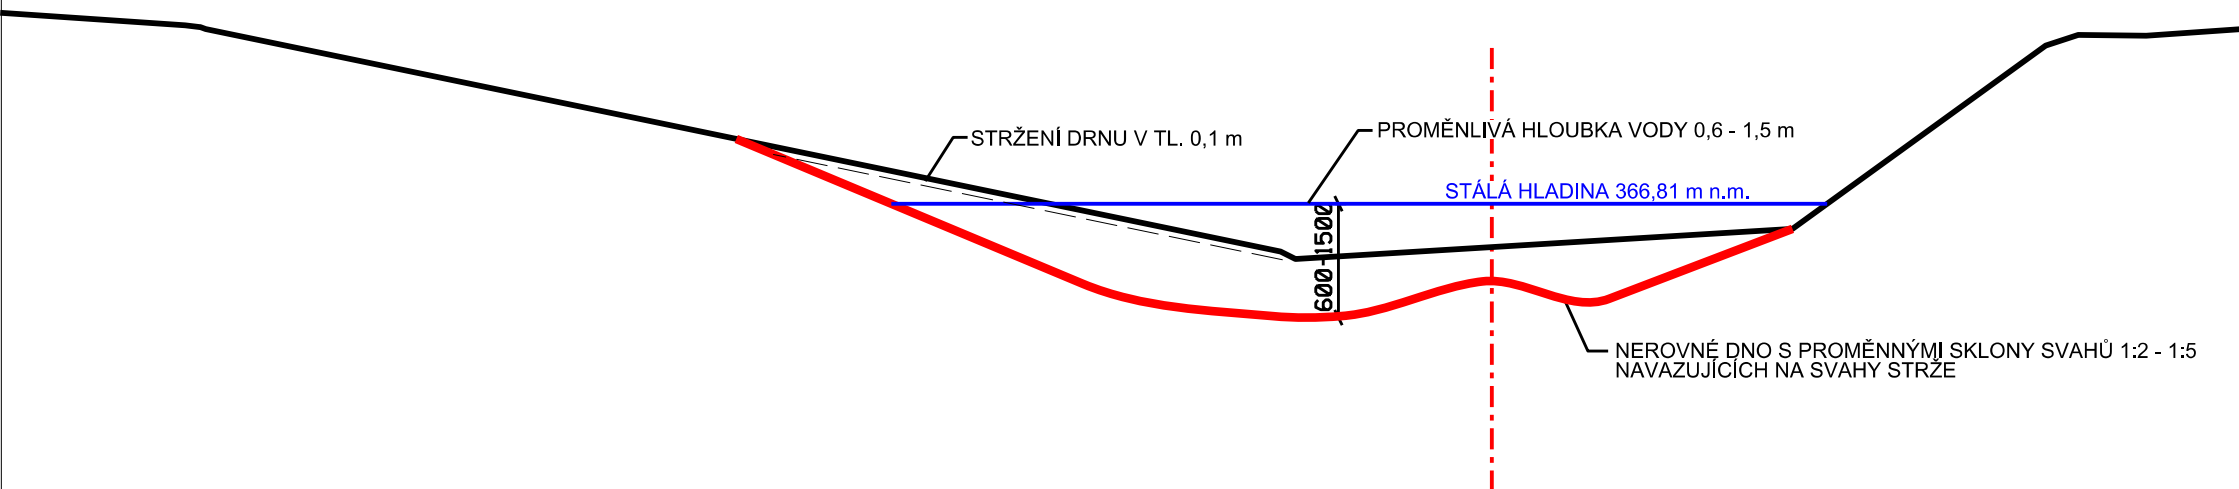 STRŽENÍ DRNU V TL. 0,1 m
PROMĚNLIVÁ HLOUBKA VODY 0,6 - 1,5 m
STÁLÁ HLADINA 366,81 m n.m.
600-1500
NEROVNÉ DNO S PROMĚNNÝMI SKLONY SVAHŮ 1:2 - 1:5
NAVAZUJÍCÍCH NA SVAHY STRŽE